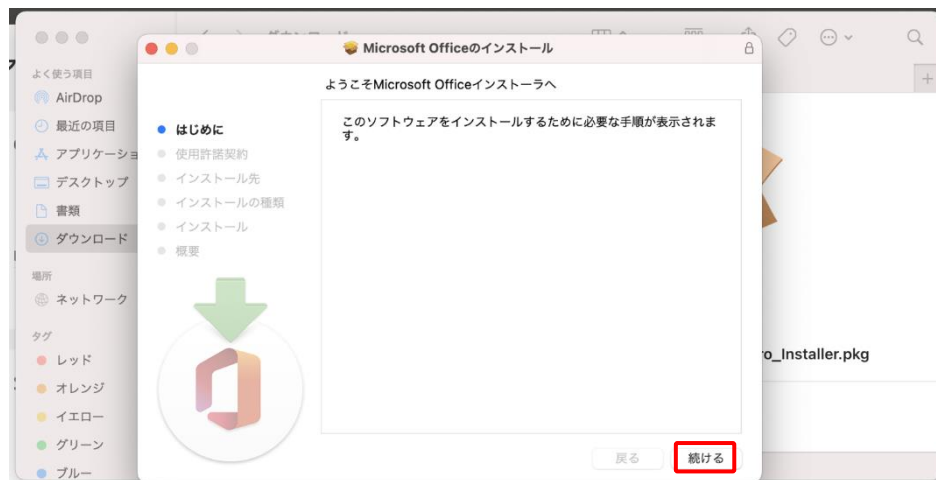 Microsoft Officeのインストール
よく使う項目
AirDrop
最近の項目
アプリケーショ
デスクトップ
書類
ダウンロード
場所
ネットワーク
タグ
レッド
オレンジ
イエロー
グリーン
ブルー
ようこそMicrosoft Officeインストーラへ
はじめに
使用許諾契約
インストール先
インストールの種類
インストール
概要
このソフトウェアをインストールするために必要な手順が表示されま
す。
戻る
続ける
o_Installer.pkg